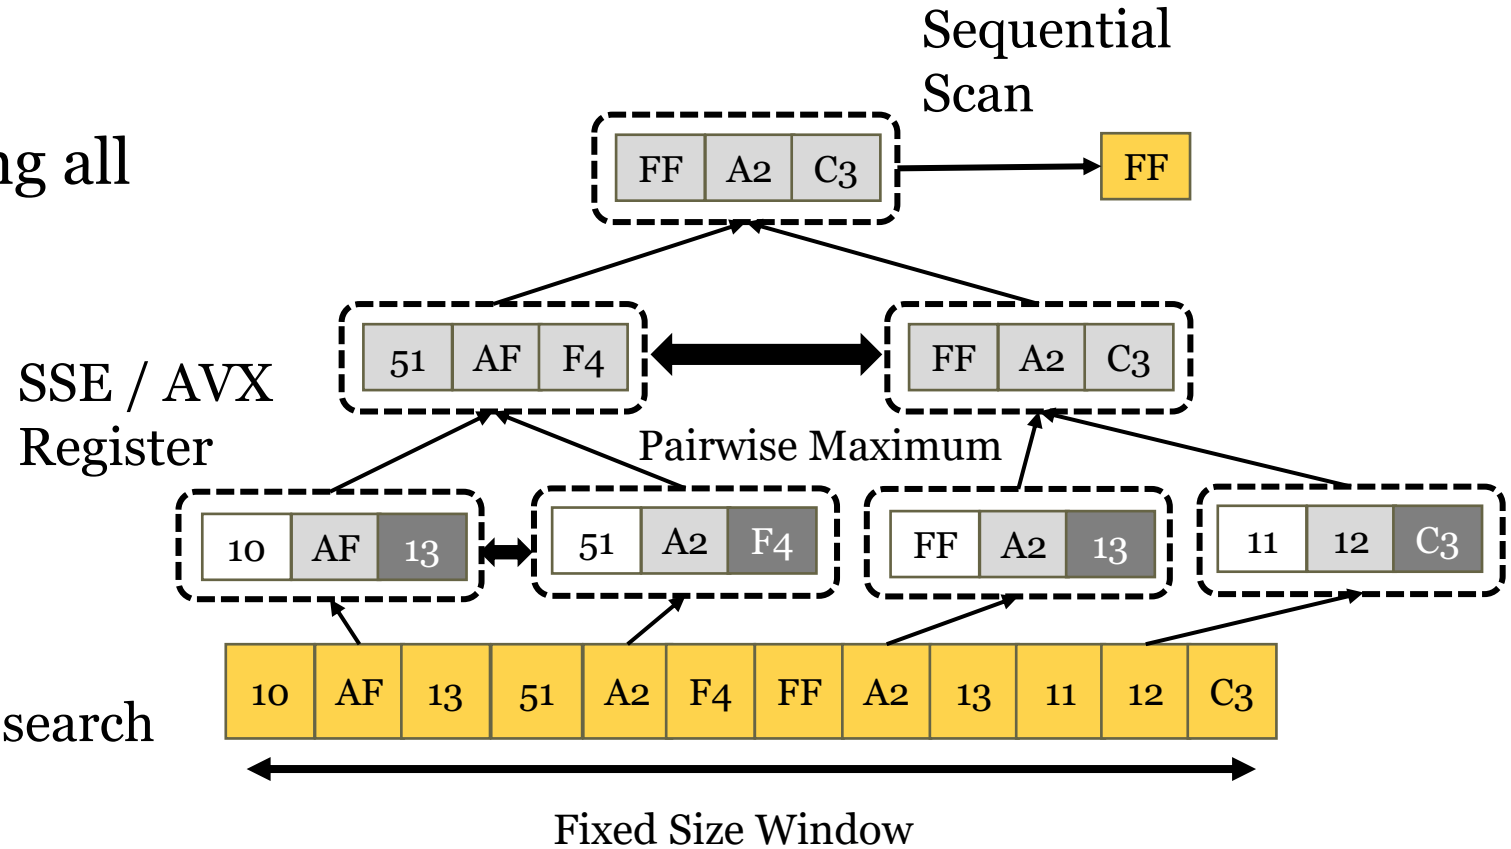 Sequential
Scan
ng all
FF A2 C3
FF
51 AF F4
FF A2 C3
SSE / AVX
Register
Pairwise Maximum
10 AF 13
51 A2 F4
FF A2 13
11 12 C3
10 AF 13 51 A2 F4 FF A2 13 11 12 C3
search
Fixed Size Window